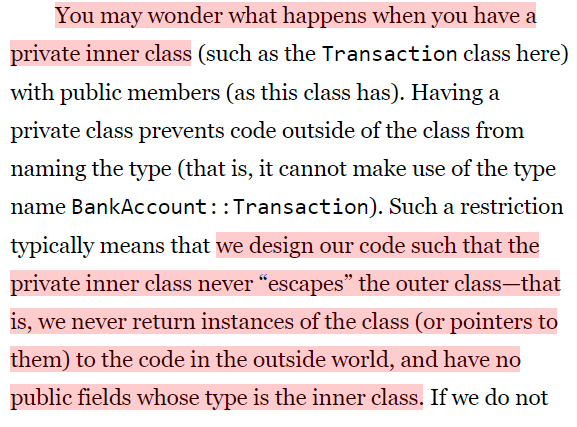 You may wonder what happens when you have a
private inner class (such as the Transaction class here)
with public members (as this class has). Having a
private class prevents code outside of the class from
naming the type (that is, it cannot make use of the type
name BankAccount::Transaction). Such a restriction
typically means that we design our code such that the
private inner class never “escapes” the outer class—that
is, we never return instances of the class (or pointers to
them) to the code in the outside world, and have no
public fields whose type is the inner class. If we do not